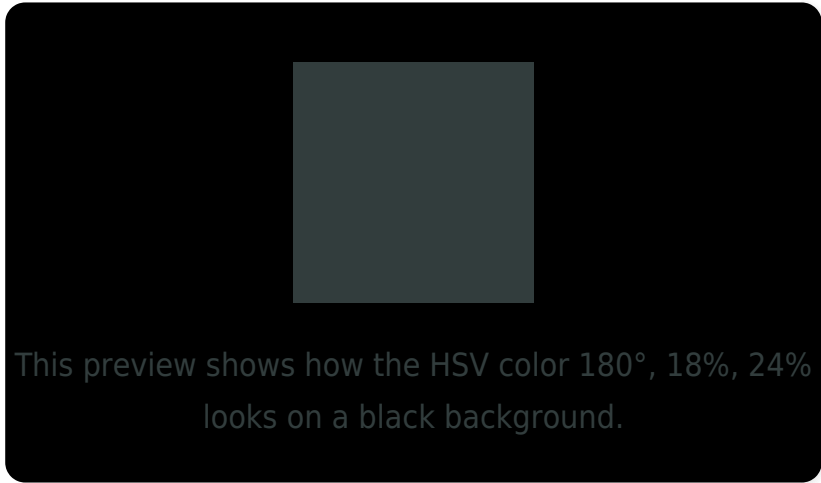 This preview shows how the HSV color 180°, 18%, 24%
looks on a black background.